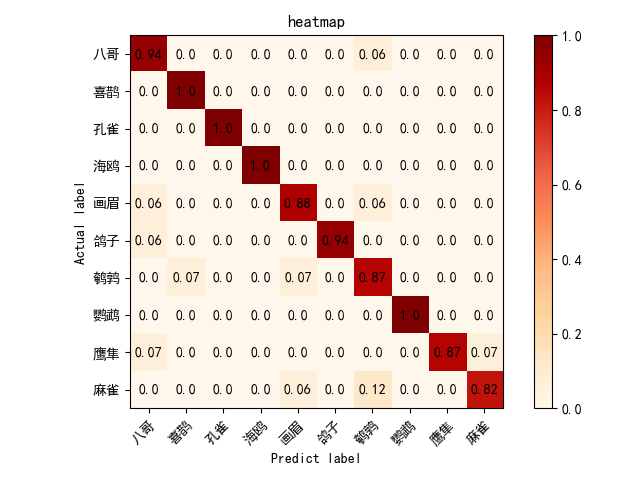 heatmap
八哥 0.94 0.0 0.0 0.0 0.0 0.0 0.06 0.0 0.0 0.0
喜鹊 0.0 1.0 0.0 0.0 0.0 0.0 0.0 0.0 0.0 0.0
孔雀 0.0 0.0 1.0 0.0 0.0 0.0 0.0 0.0 0.0 0.0
海鸥 0.0 0.0 0.0 1.0 0.0 0.0 0.0 0.0 0.0 0.0
画眉 0.06 0.0 0.0 0.0 0.88 0.0 0.06 0.0 0.0 0.0
鸽子 0.06 0.0 0.0 0.0 0.0 0.94 0.0 0.0 0.0 0.0
鹌鹑 0.0 0.07 0.0 0.0 0.07 0.0 0.87 0.0 0.0 0.0
鹦鹉 0.0 0.0 0.0 0.0 0.0 0.0 0.0 1.0 0.0 0.0
鹰隼 0.07 0.0 0.0 0.0 0.0 0.0 0.0 0.0 0.87 0.07
麻雀 0.0 0.0 0.0 0.0 0.06 0.0 0.12 0.0 0.0 0.82
八哥 喜鹊 孔雀 海鸥 画眉 鸽子 鹌鹑 鹦鹉 鹰隼 麻雀
Predict label
Actual label
1.0
0.8
0.6
0.4
0.2
0.0